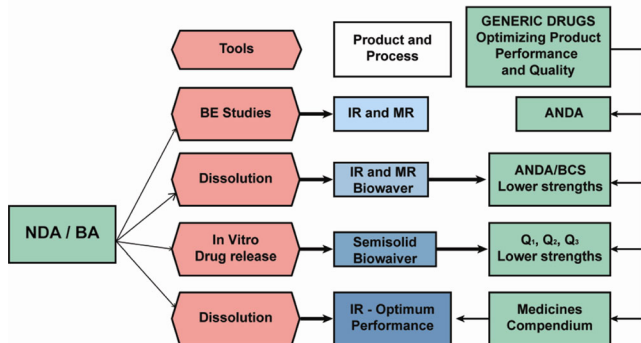 Tools
Product and
Process
GENERIC DRUGS
Optimizing Product
Performance
and Quality
BE Studies
IR and MR
ANDA
Dissolution
IR and MR
Biowaver
ANDA/BCS
Lower strengths
NDA / BA
In Vitro
Drug release
Semisolid
Biowaiver
Q₁, Q₂, Q₃
Lower strengths
Dissolution
IR - Optimum
Performance
Medicines
Compendium